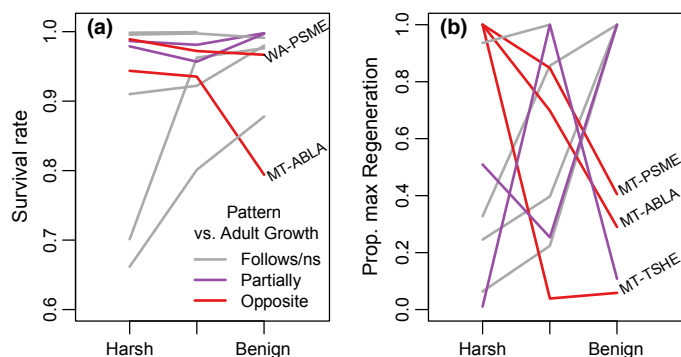 (a)
WA-PSME
MT-ABLA
Survival rate
1.0
0.9
0.8
0.7
0.6
Pattern
vs. Adult Growth
Follows/ns
Partially
Opposite
Harsh
Benign
(b)
Prop. max Regeneration
1.0
0.8
0.6
0.4
0.2
0.0
MT-PSME
MT-ABLA
MT-TSHE
Harsh
Benign